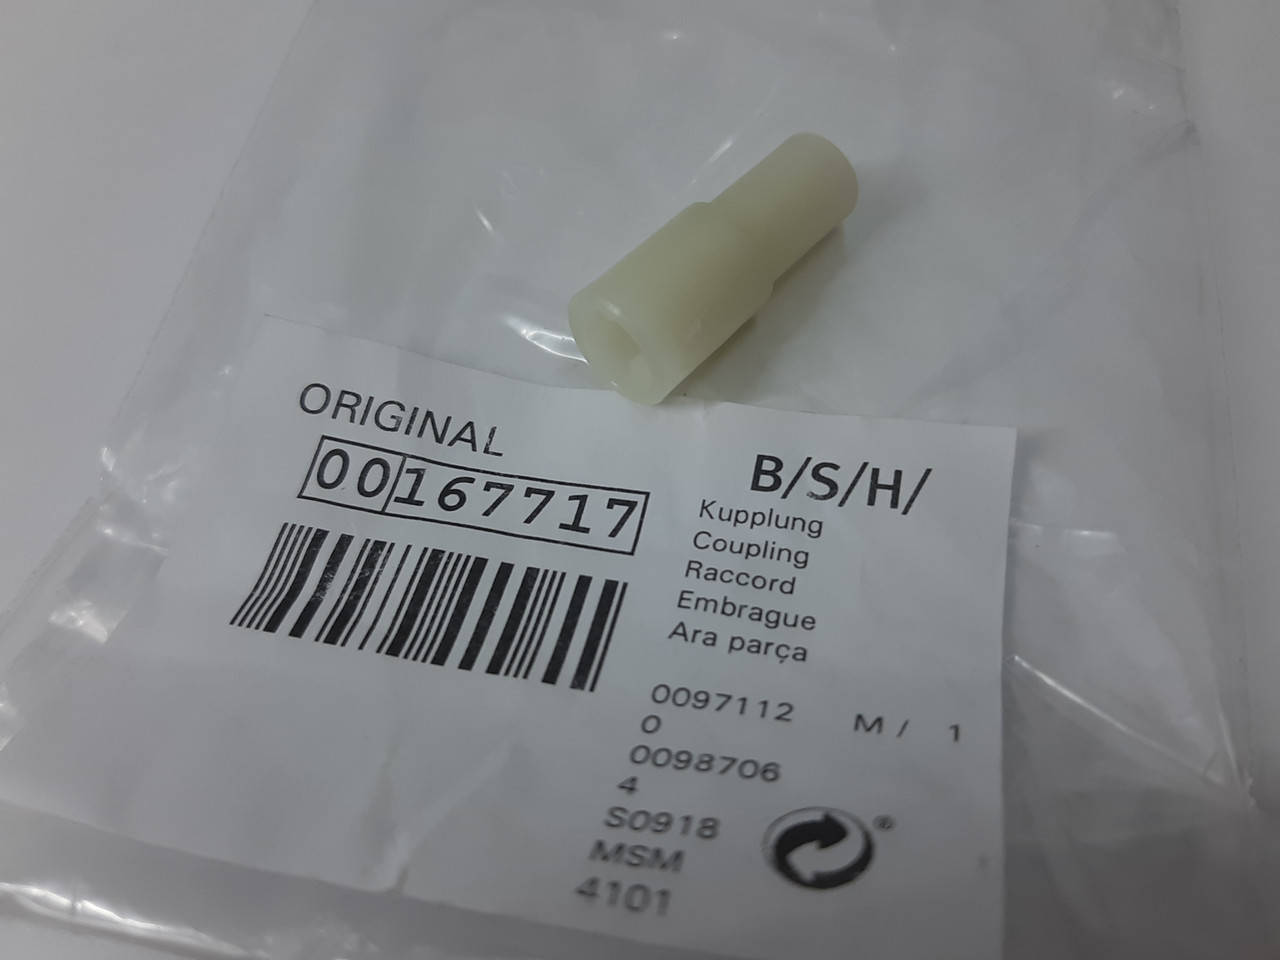 ORIGINAL
00167717
B/S/H/
Kupplung
Coupling
Raccord
Embrague
Ara parça
0097112 M / 1
0
0098706
4
S0918
MSM
4101
®